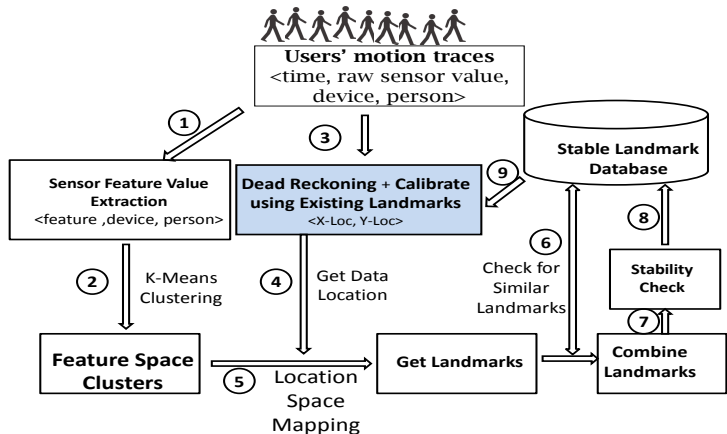 Users' motion traces
<time, raw sensor value,
device, person>
1
3
Stable Landmark
Database
9
Sensor Feature Value
Extraction
<feature ,device, person>
Dead Reckoning + Calibrate
using Existing Landmarks
<X-Loc, Y-Loc>
2
K-Means
Clustering
4
Get Data
Location
6
Check for
Similar
Landmarks
8
Stability
Check
7
Feature Space
Clusters
5
Location
Space
Mapping
Get Landmarks
Combine
Landmarks